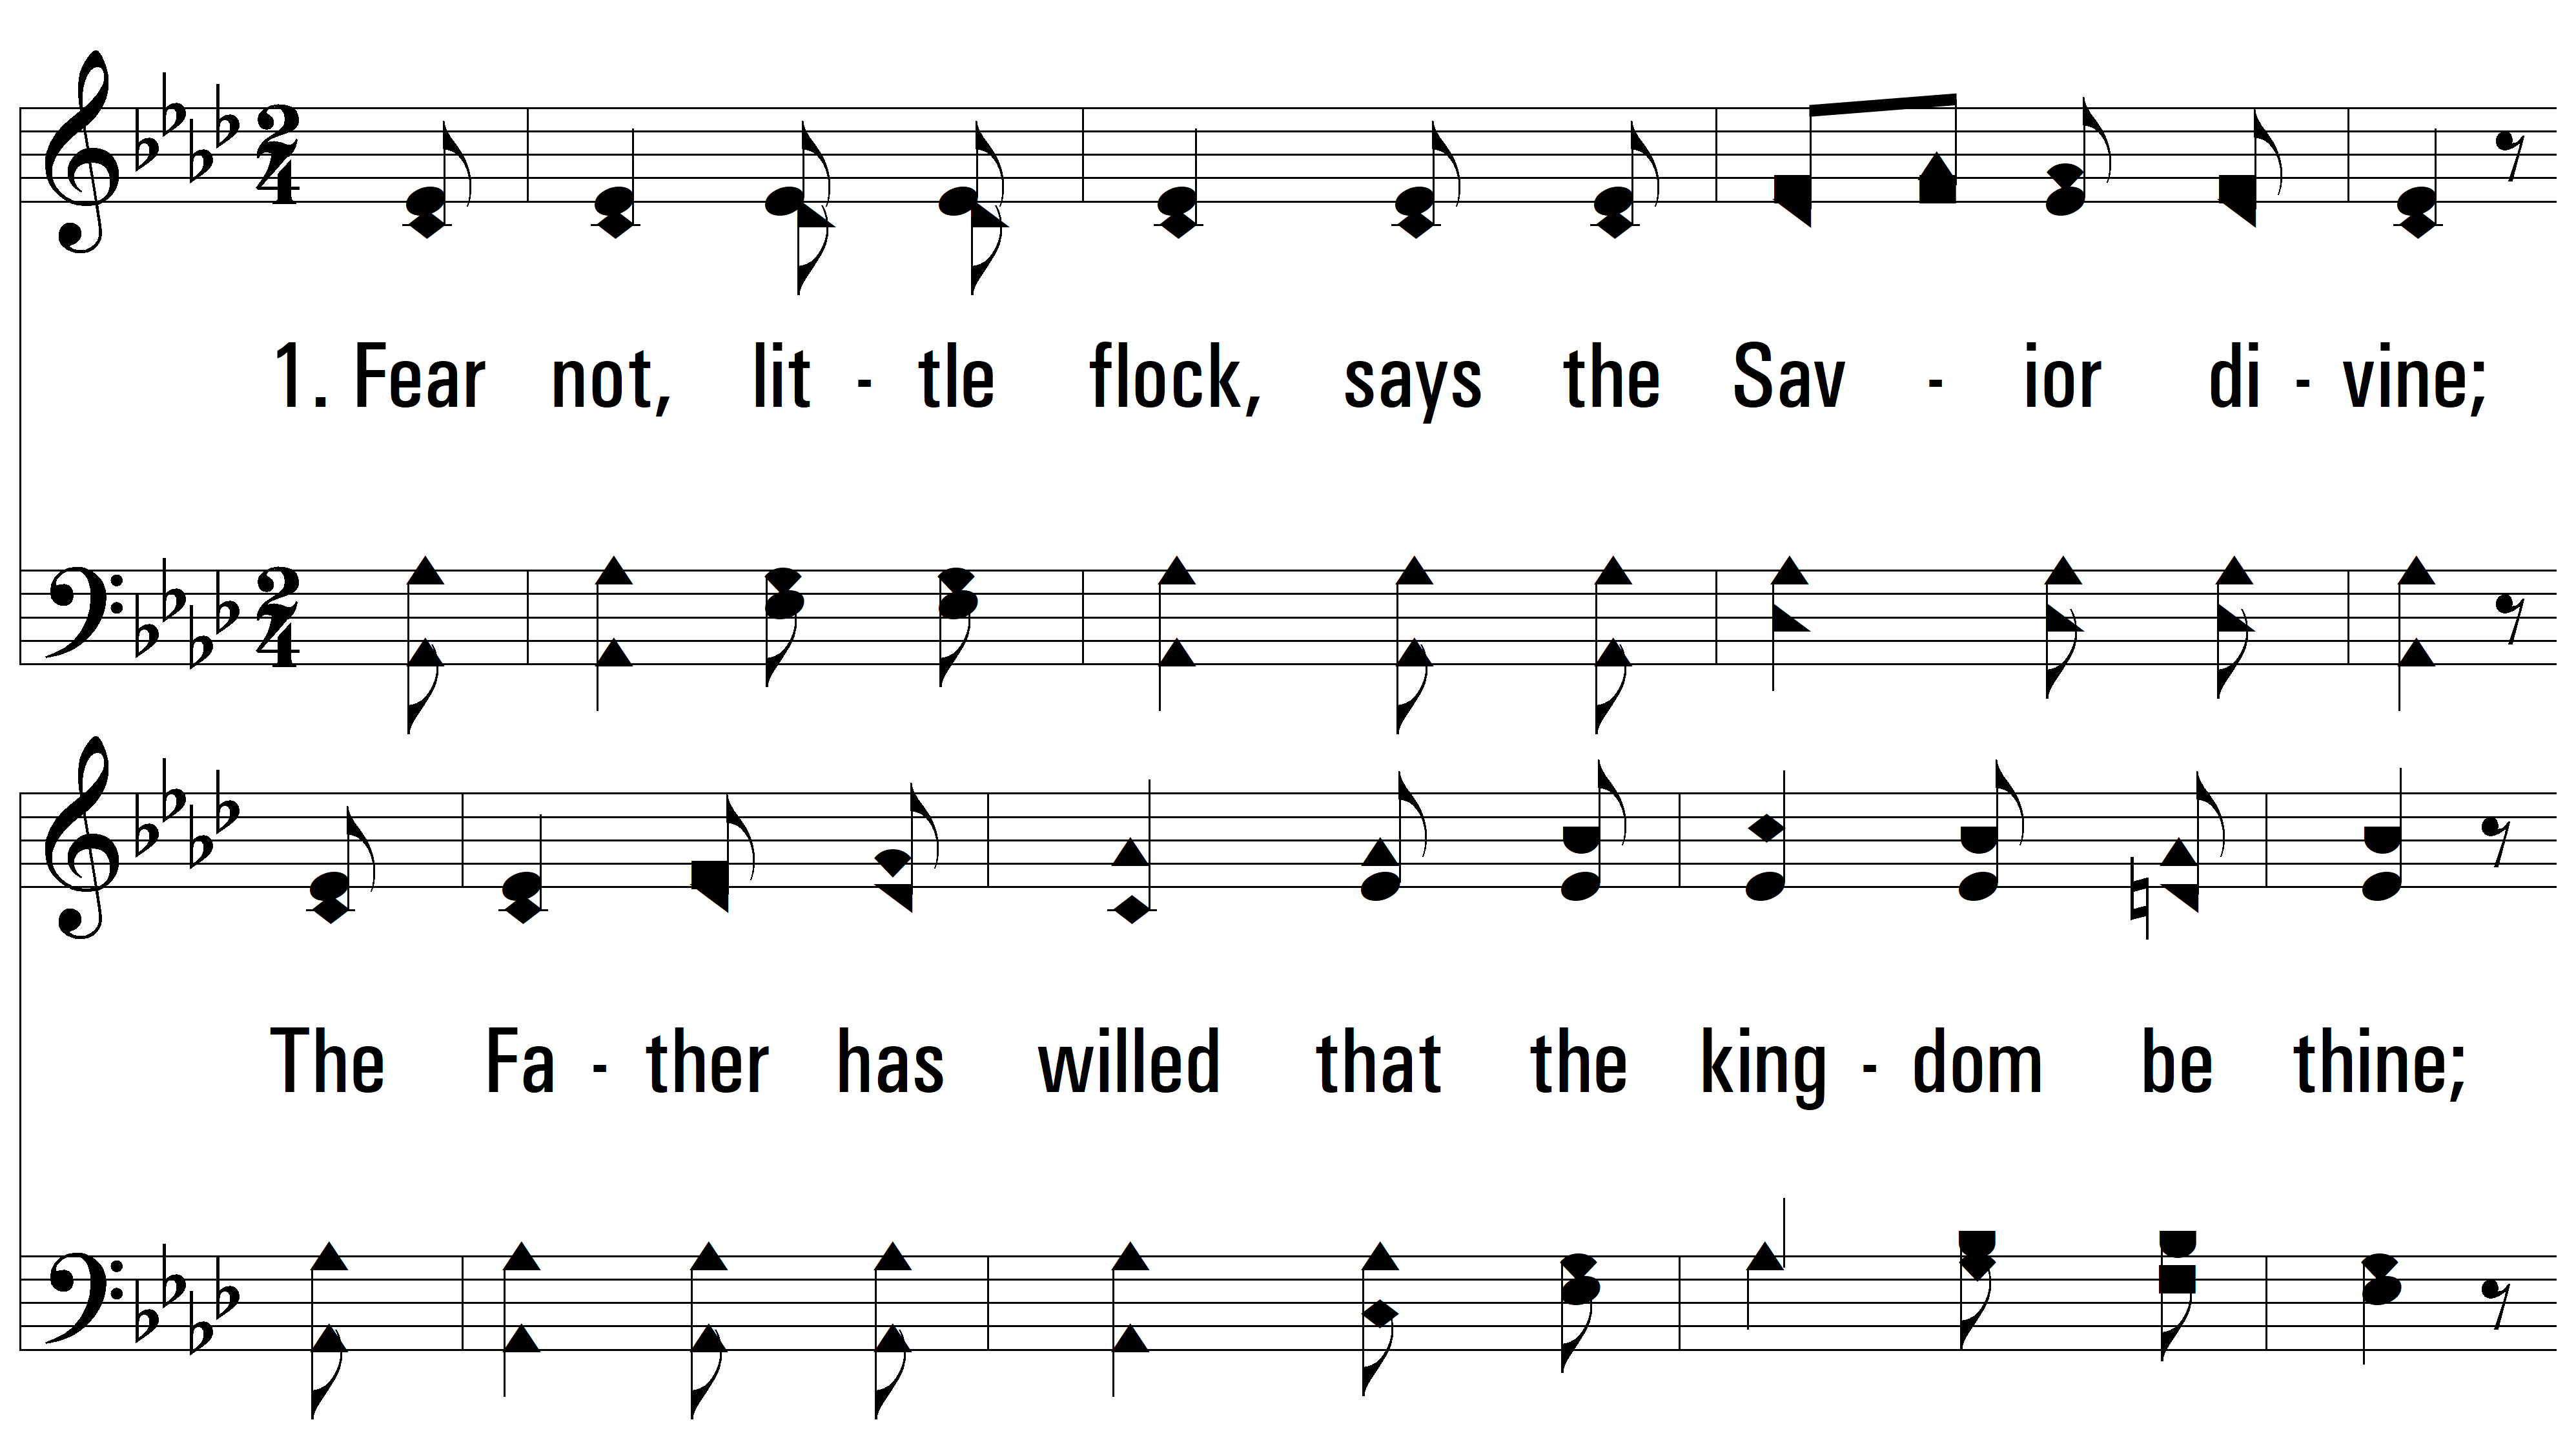 1. Fear not, lit - tle flock, says the Sav - ior di - vine;
The Fa - ther has willed that the king - dom be thine;